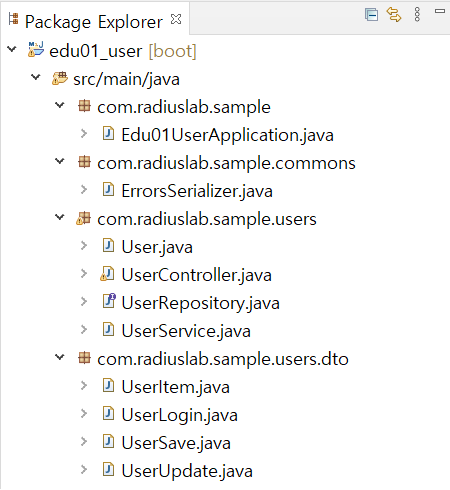 Package Explorer
edu01_user [boot]
src/main/java
com.radiuslab.sample
Edu01UserApplication.java
com.radiuslab.sample.commons
ErrorsSerializer.java
com.radiuslab.sample.users
User.java
UserController.java
UserRepository.java
UserService.java
com.radiuslab.sample.users.dto
UserItem.java
UserLogin.java
UserSave.java
UserUpdate.java